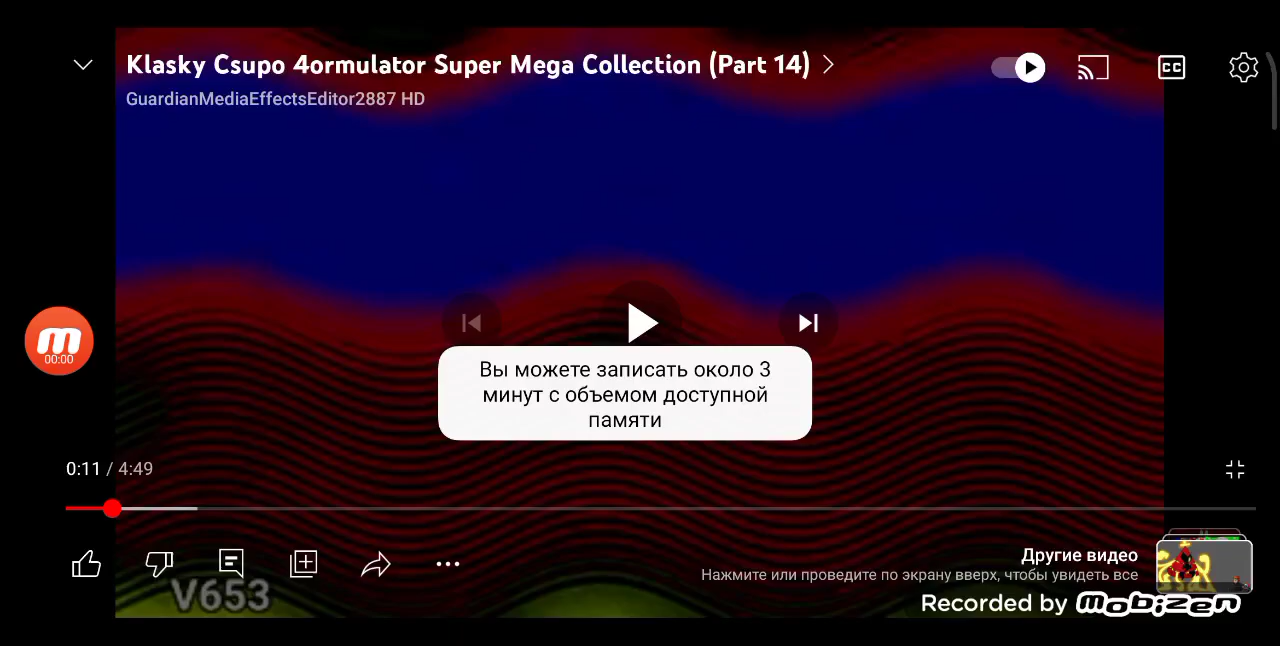 Klasky Csupo 4ormulator Super Mega Collection (Part 14)
GuardianMediaEffectsEditor2887 HD
CC
m
00:00
Вы можете записать около 3
минут с объемом доступной
памяти
0:11 / 4:49
Другие видео
Нажмите или проведите по экрану вверх, чтобы увидеть все
V653
Recorded by mobizen